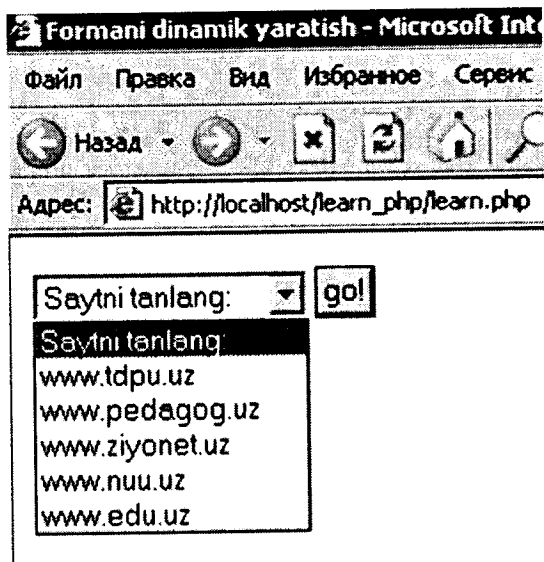 Formani dinamik yaratish - Microsoft Inte
Файл Правка Вид Избранное Сервис
Назад
Адрес: http://localhost/learn_php/learn.php
Saytni tanlang: go!
Saytni tanlang:
www.tdpu.uz
www.pedagog.uz
www.ziyonet.uz
www.nuu.uz
www.edu.uz